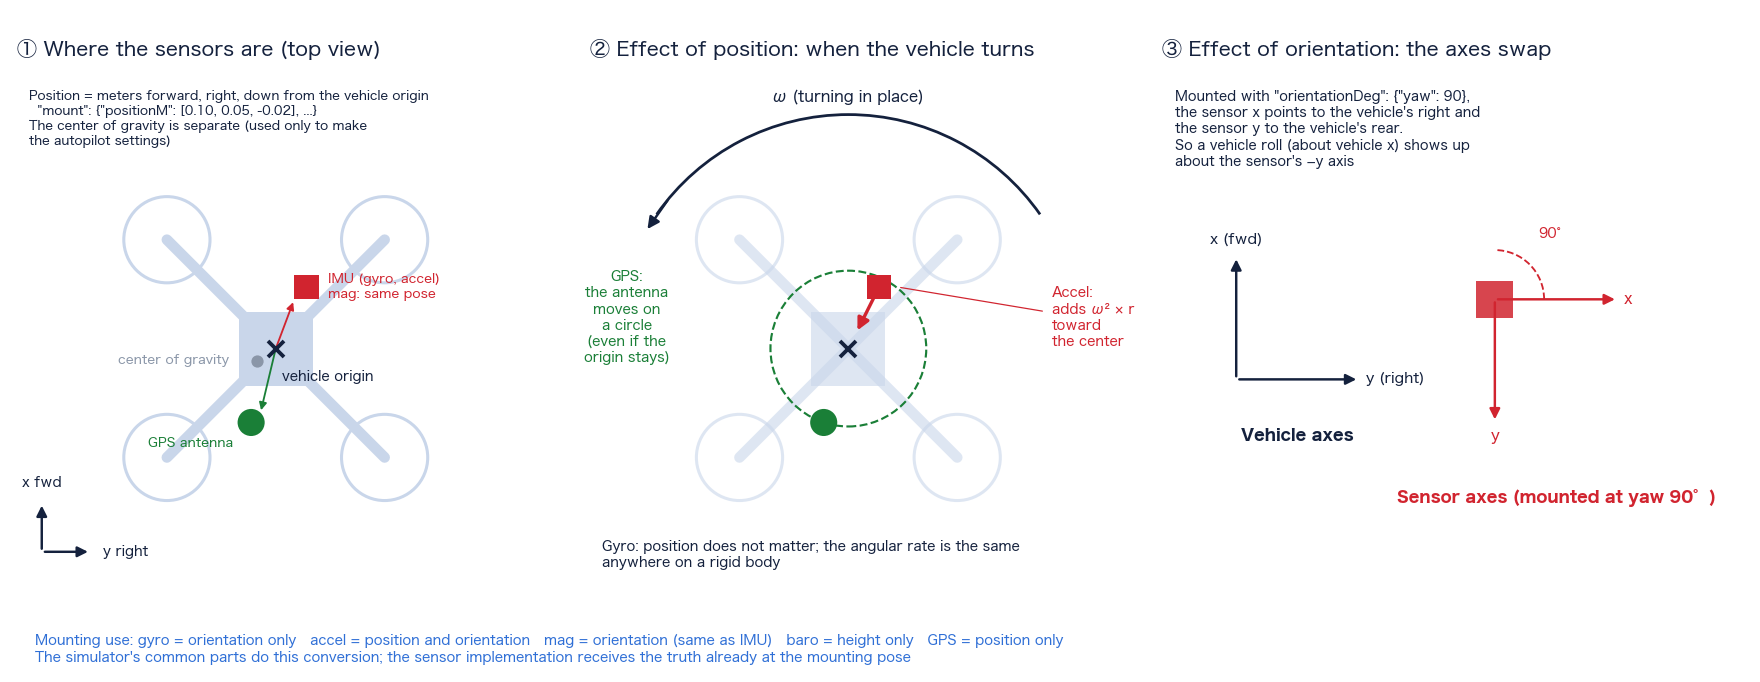 ① Where the sensors are (top view)
Position = meters forward, right, down from the vehicle origin
"mount": {"positionM": [0.10, 0.05, -0.02], ...}
The center of gravity is separate (used only to make
the autopilot settings)
IMU (gyro, accel)
mag: same pose
center of gravity
vehicle origin
GPS antenna
x fwd
y right
② Effect of position: when the vehicle turns
ω (turning in place)
GPS:
the antenna
moves on
a circle
(even if the
origin stays)
Accel:
adds ω² × r
toward
the center
Gyro: position does not matter; the angular rate is the same
anywhere on a rigid body
③ Effect of orientation: the axes swap
Mounted with "orientationDeg": {"yaw": 90},
the sensor x points to the vehicle's right and
the sensor y to the vehicle's rear.
So a vehicle roll (about vehicle x) shows up
about the sensor's −y axis
x (fwd)
y (right)
Vehicle axes
90°
x
y
Sensor axes (mounted at yaw 90° )
Mounting use: gyro = orientation only   accel = position and orientation   mag = orientation (same as IMU)   baro = height only   GPS = position only
The simulator's common parts do this conversion; the sensor implementation receives the truth already at the mounting pose